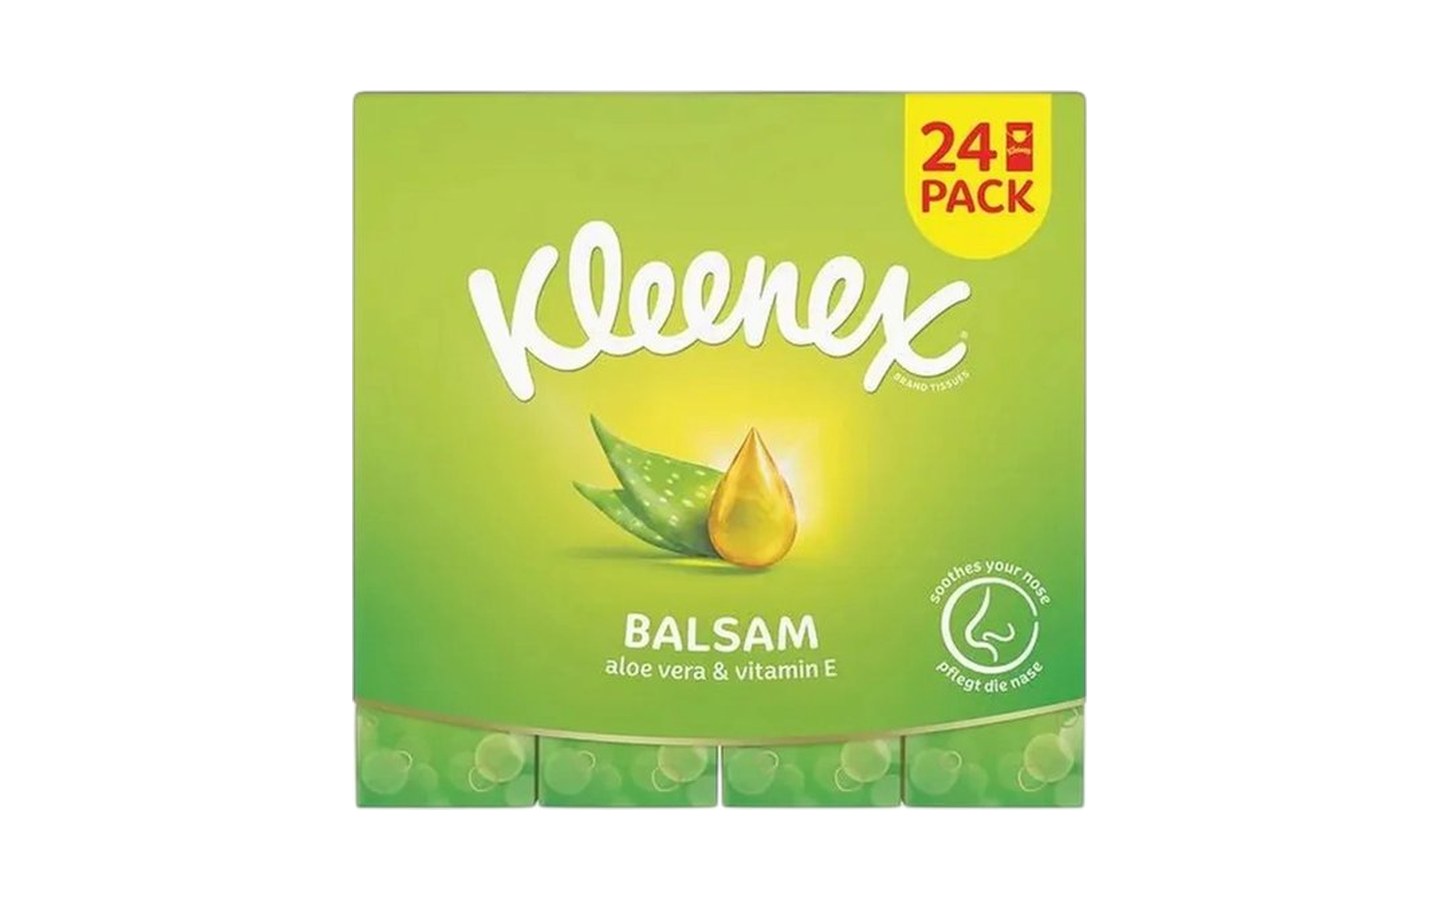 24
PACK
Kleenex®
BRAND TISSUES
BALSAM
aloe vera & vitamin E
soothes your nose
pflegt die nase